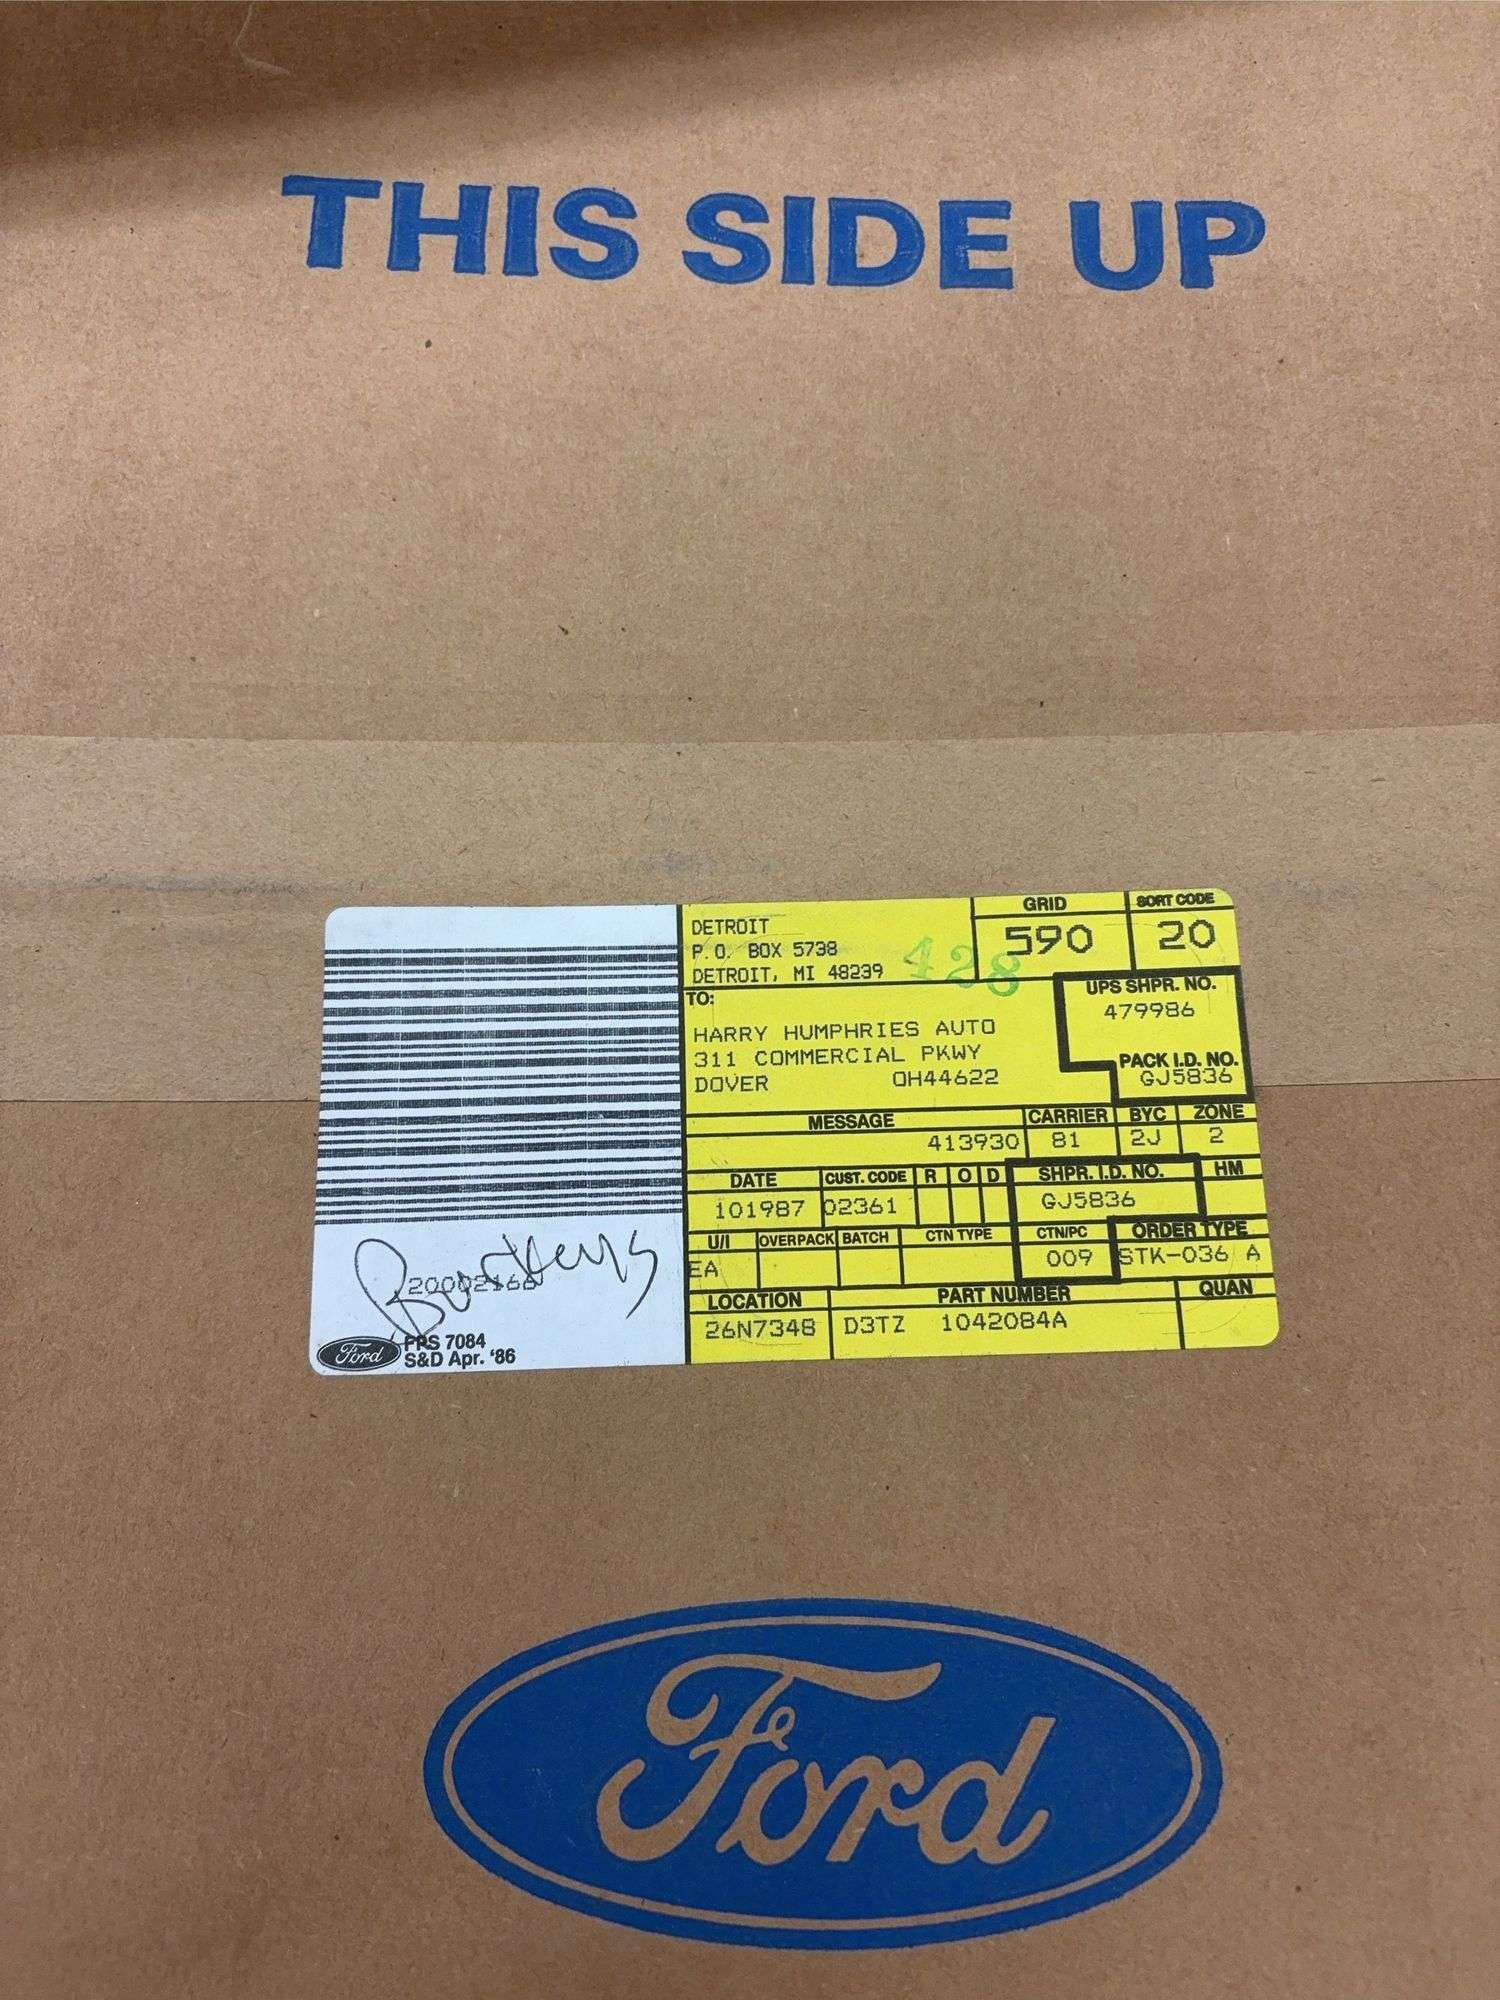 THIS SIDE UP
DETROIT
P.O. BOX 5738
DETROIT, MI 48239
428
GRID
590
SORT CODE
20
TO:
HARRY HUMPHRIES AUTO
311 COMMERCIAL PKWY
DOVER OH44622
UPS SHPR. NO.
479986
PACK I.D. NO.
GJ5836
MESSAGE CARRIER BYC ZONE
413930 81 2J 2
DATE CUST. CODE R O D SHPR. I.D. NO. HM
101987 02361 GJ5836
U/I OVERPACK BATCH CTN TYPE CTN/PC ORDER TYPE
EA 009 STK-036 A
LOCATION PART NUMBER QUAN
26N7348 D3TZ 1042084A
20002166
Ford FPS 7084
S&D Apr. '86
Ford